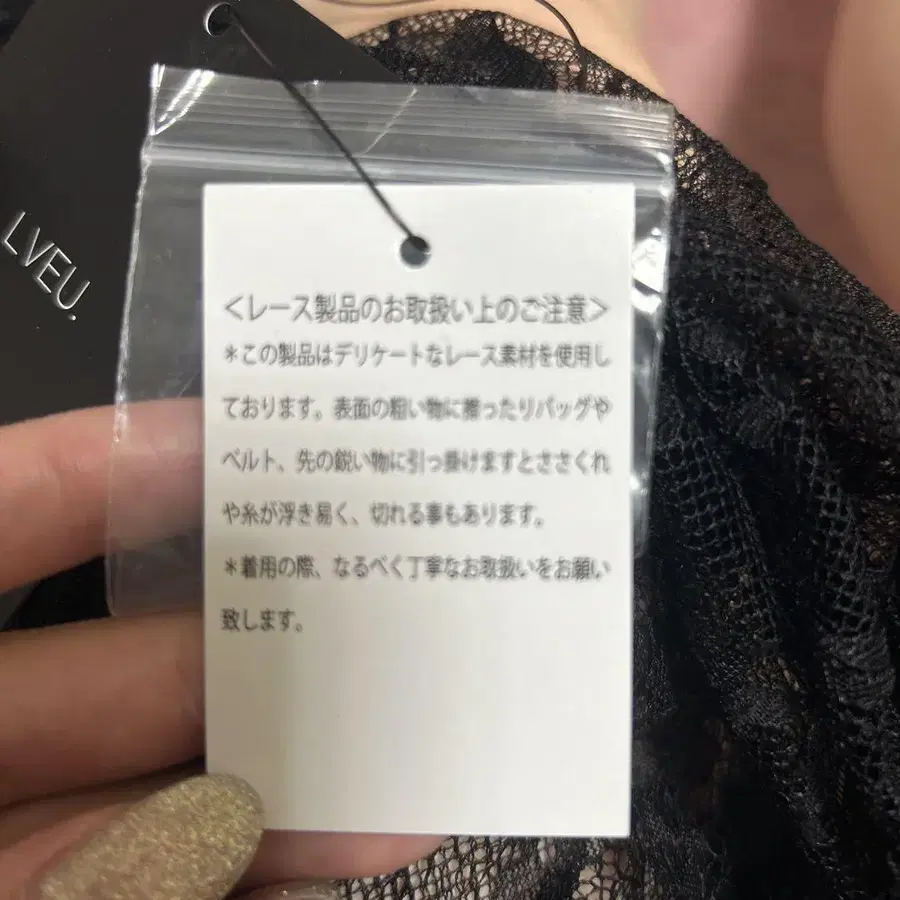 LVEU.
＜レース製品のお取扱い上のご注意＞
＊この製品はデリケートなレース素材を使用し
ております。表面の粗い物に擦ったりバッグや
ベルト、先の鋭い物に引っ掛けますとささくれ
や糸が浮き易く、切れる事もあります。
＊着用の際、なるべく丁寧なお取扱いをお願い
致します。